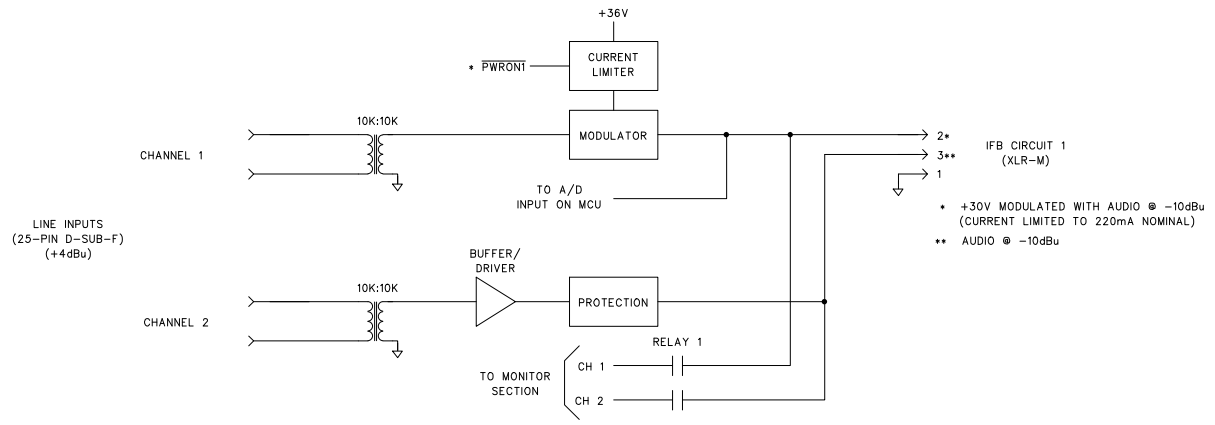 +36V
CURRENT
LIMITER
* PWRON1
10K:10K
MODULATOR
CHANNEL 1
2*
3**
1
IFB CIRCUIT 1
(XLR-M)
TO A/D
INPUT ON MCU
* +30V MODULATED WITH AUDIO @ -10dBu
(CURRENT LIMITED TO 220mA NOMINAL)
** AUDIO @ -10dBu
LINE INPUTS
(25-PIN D-SUB-F)
(+4dBu)
BUFFER/
DRIVER
10K:10K
PROTECTION
CHANNEL 2
RELAY 1
TO MONITOR
SECTION
CH 1
CH 2